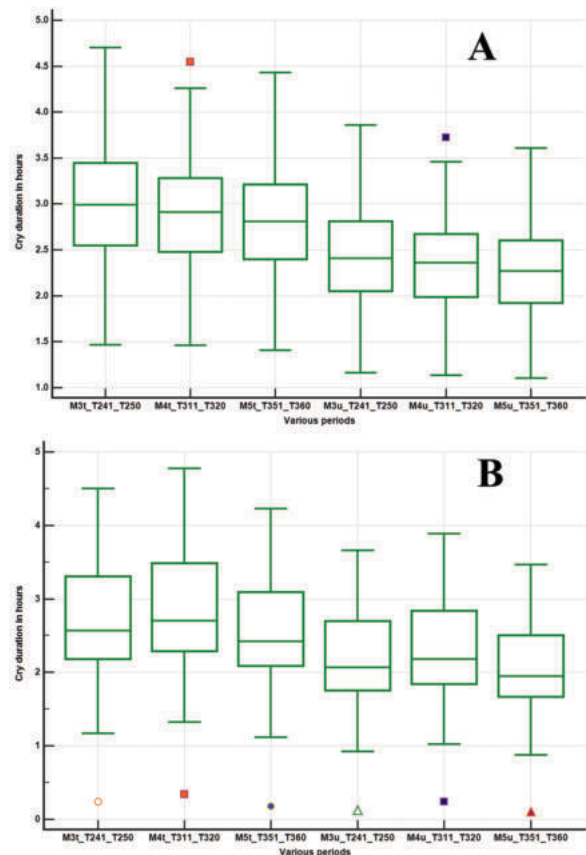 A
5.0
4.5
4.0
3.5
3.0
2.5
2.0
1.5
1.0
Cry duration in hours
M3t_T241_T250 M4t_T311_T320 M5t_T351_T360 M3u_T241_T250 M4u_T311_T320 M5u_T351_T360
Various periods
B
5
4
3
2
1
0
Cry duration in hours
M3t_T241_T250 M4t_T311_T320 M5t_T351_T360 M3u_T241_T250 M4u_T311_T320 M5u_T351_T360
Various periods